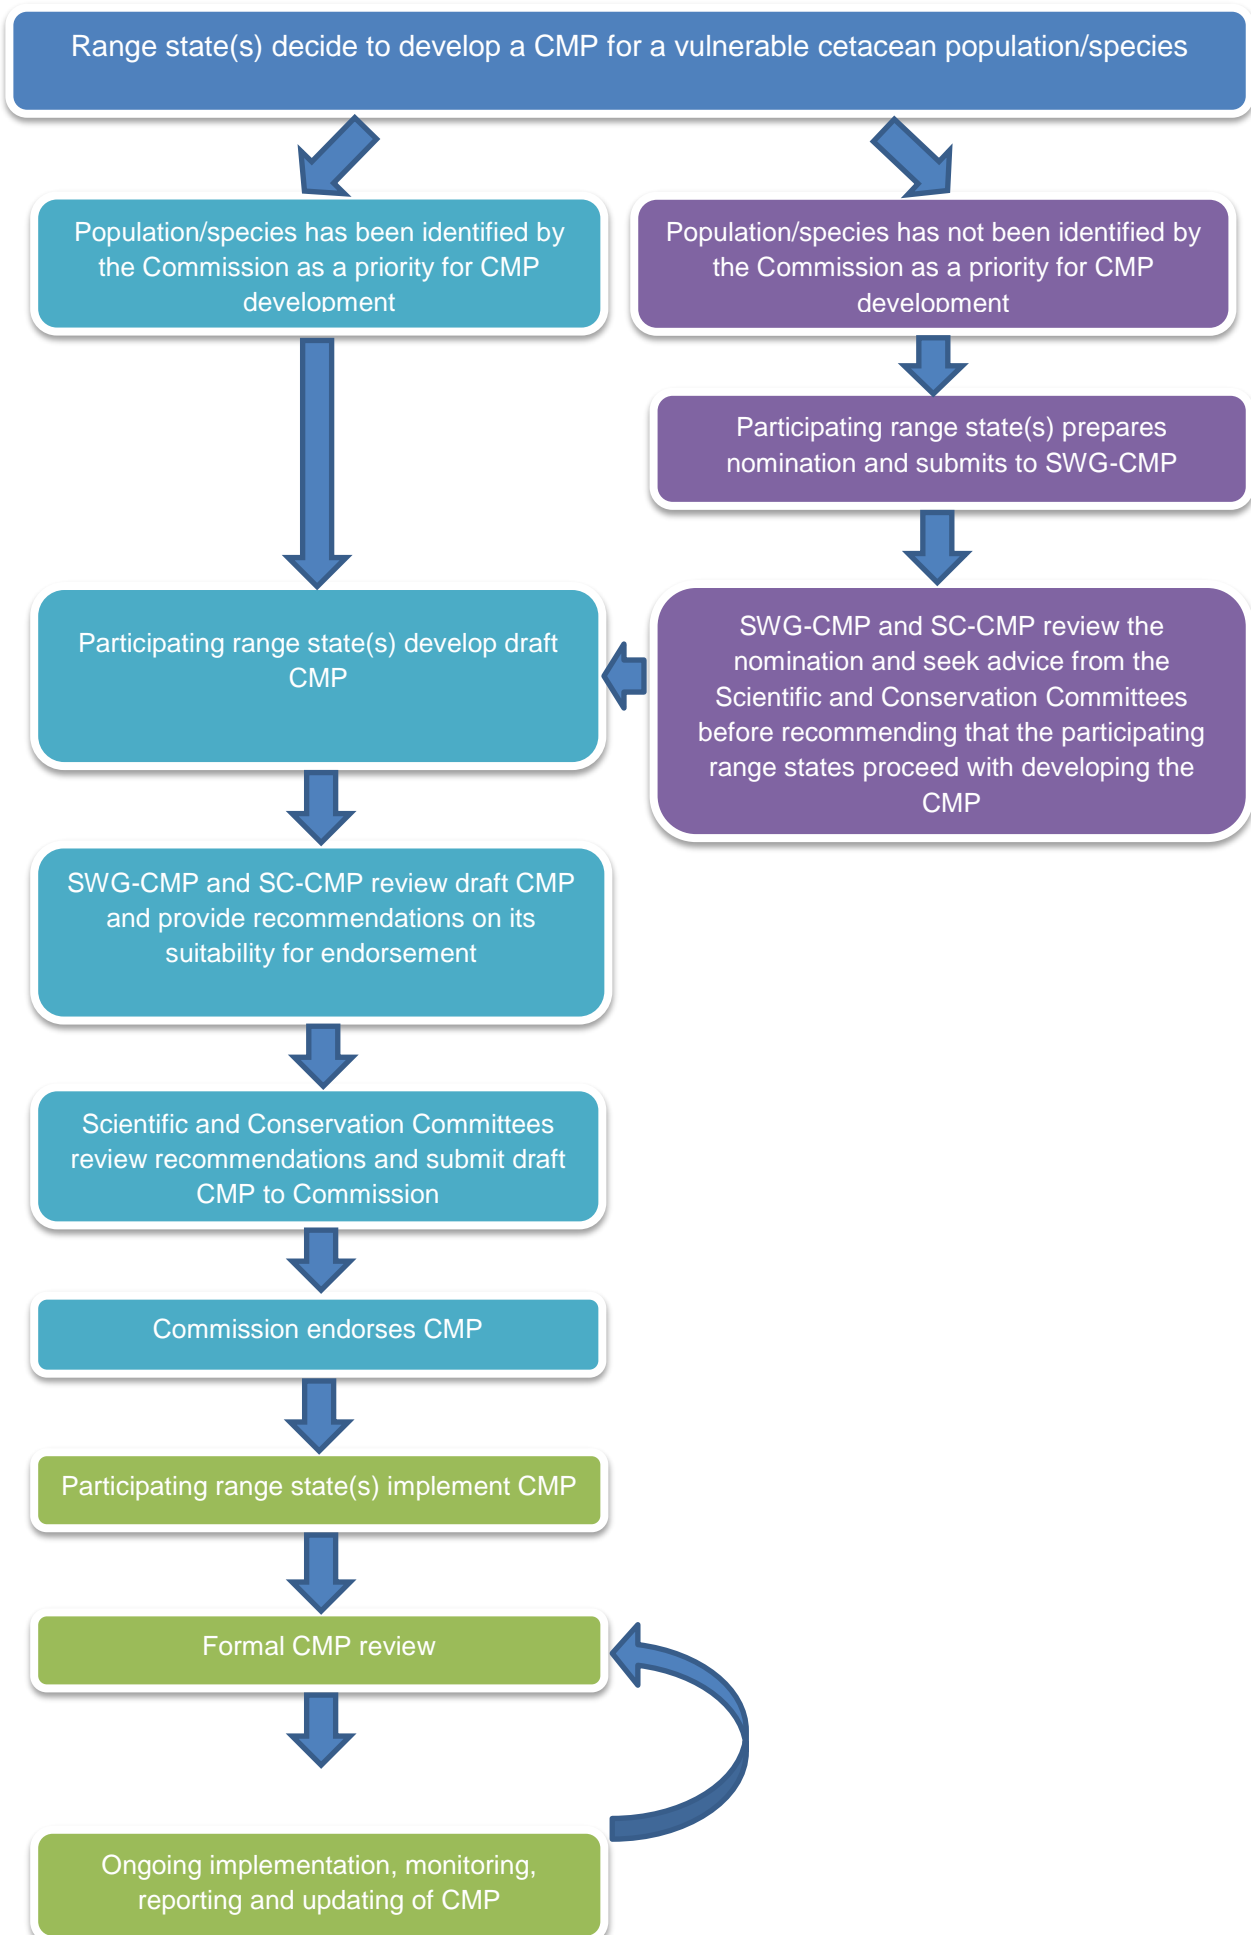 Range state(s) decide to develop a CMP for a vulnerable cetacean population/species
Population/species has been identified by
the Commission as a priority for CMP
development
Population/species has not been identified by
the Commission as a priority for CMP
development
Participating range state(s) prepares
nomination and submits to SWG-CMP
SWG-CMP and SC-CMP review the
nomination and seek advice from the
Scientific and Conservation Committees
before recommending that the participating
range states proceed with developing the
CMP
Participating range state(s) develop draft
CMP
SWG-CMP and SC-CMP review draft CMP
and provide recommendations on its
suitability for endorsement
Scientific and Conservation Committees
review recommendations and submit draft
CMP to Commission
Commission endorses CMP
Participating range state(s) implement CMP
Formal CMP review
Ongoing implementation, monitoring,
reporting and updating of CMP